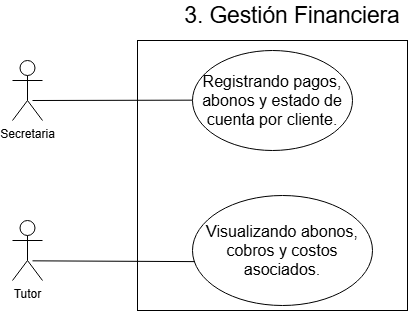 3. Gestión Financiera
Registrando pagos,
abonos y estado de
cuenta por cliente.
Secretaria
Visualizando abonos,
cobros y costos
asociados.
Tutor